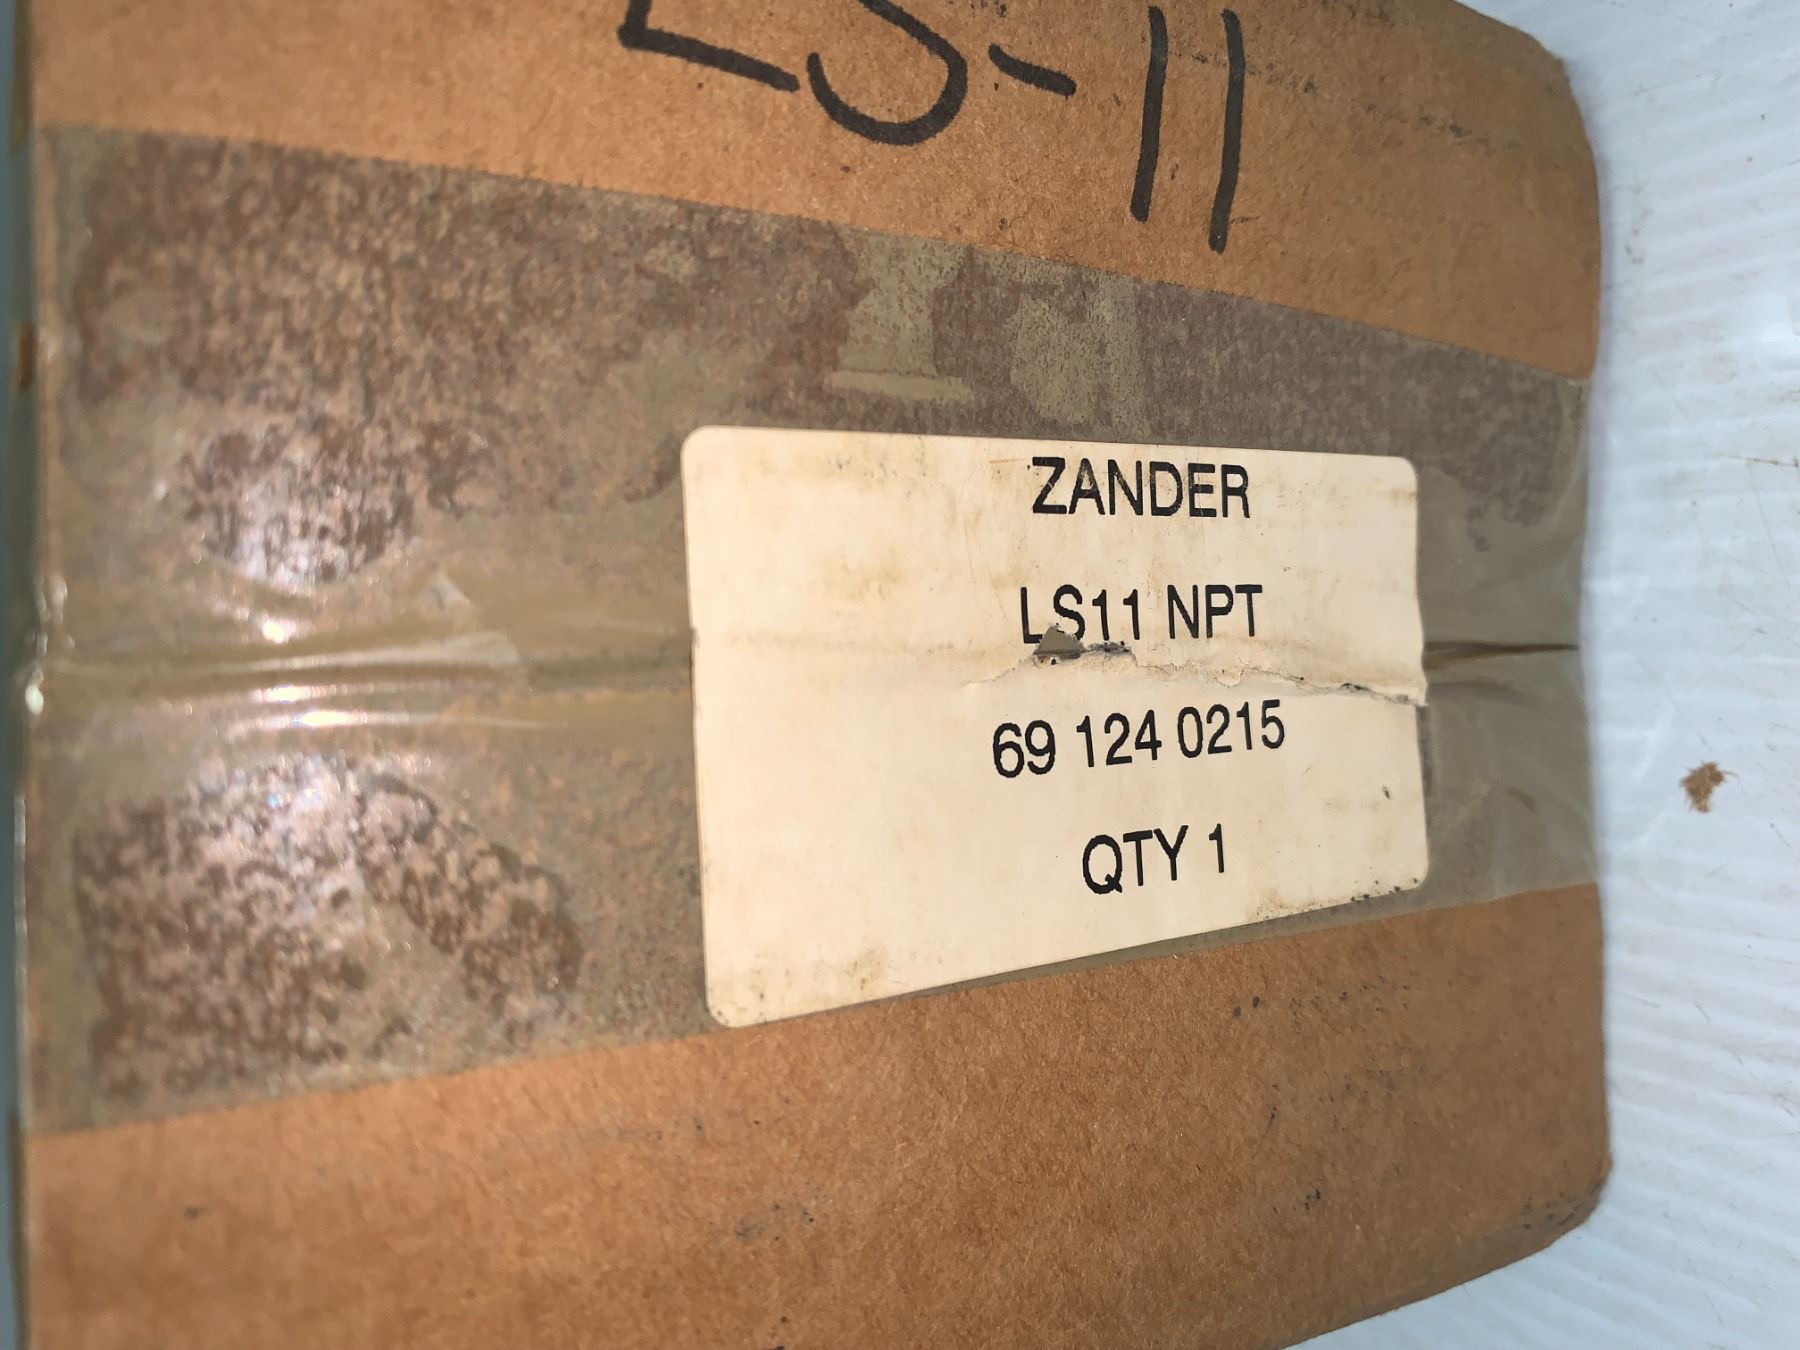 LS-11
ZANDER
LS11 NPT
69 124 0215
QTY 1